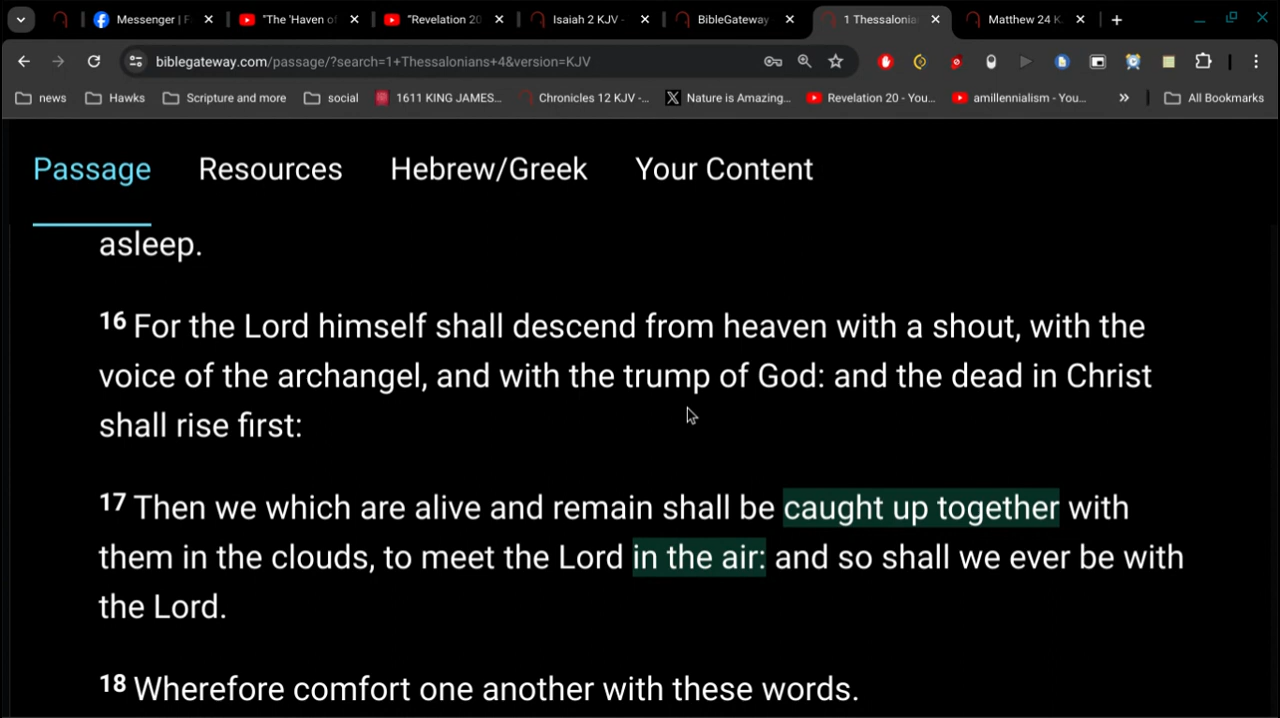 Messenger | F
"The 'Haven of
"Revelation 20
Isaiah 2 KJV -
BibleGateway
1 Thessalonia
Matthew 24 K
biblegateway.com/passage/?search=1+Thessalonians+4&version=KJV
news
Hawks
Scripture and more
social
1611 KING JAMES...
Chronicles 12 KJV -...
Nature is Amazing...
Revelation 20 - You...
amillennialism - You...
»
All Bookmarks
Passage
Resources
Hebrew/Greek
Your Content
asleep.
16 For the Lord himself shall descend from heaven with a shout, with the
voice of the archangel, and with the trump of God: and the dead in Christ
shall rise first:
17 Then we which are alive and remain shall be caught up together with
them in the clouds, to meet the Lord in the air: and so shall we ever be with
the Lord.
18 Wherefore comfort one another with these words.